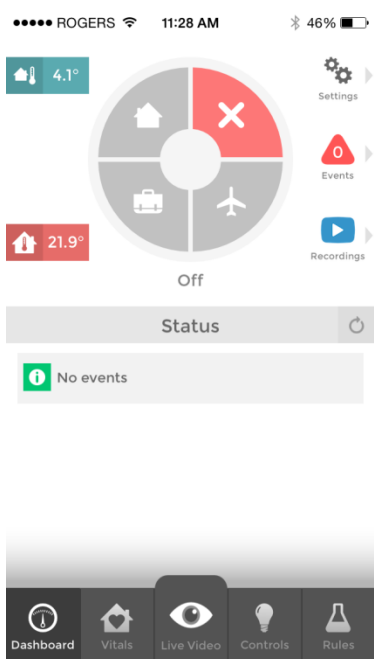 ROGERS 11:28 AM 46%
4.1°
Settings
0
Events
21.9°
Recordings
Off
Status
No events
Dashboard Vitals Live Video Controls Rules